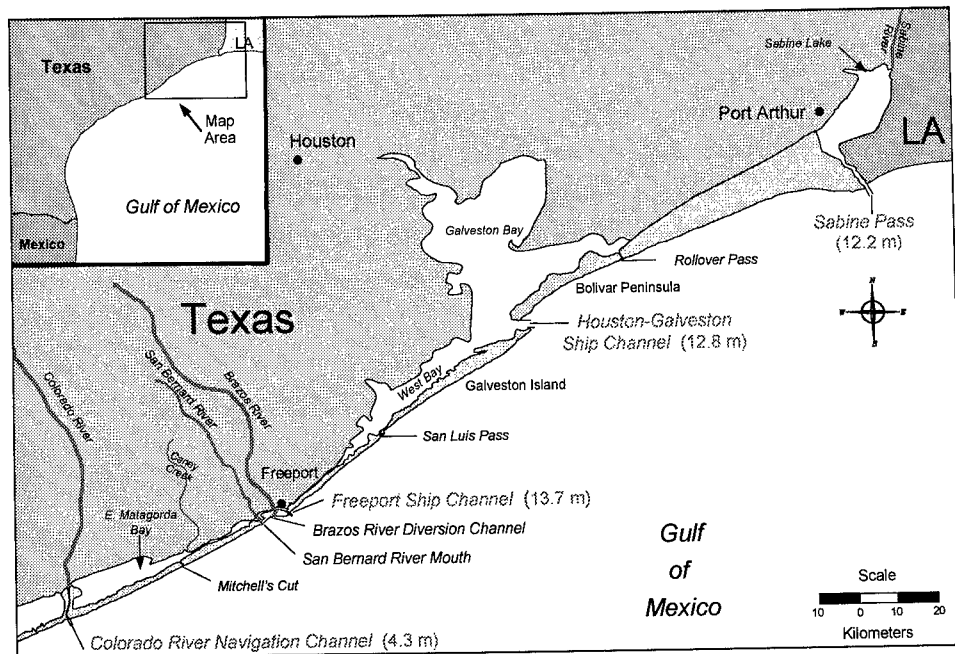 LA
Texas
Map
Area
Gulf of Mexico
Mexico
Houston
Sabine Lake
Sabine
River
Port Arthur
LA
Sabine Pass
(12.2 m)
Galveston Bay
Rollover Pass
Bolivar Peninsula
N
W
E
S
Texas
Houston-Galveston
Ship Channel (12.8 m)
West Bay
Galveston Island
San Luis Pass
Colorado River
San Bernard River
Brazos River
Caney
Creek
Freeport
Freeport Ship Channel (13.7 m)
E. Matagorda
Bay
Brazos River Diversion Channel
San Bernard River Mouth
Mitchell's Cut
Colorado River Navigation Channel (4.3 m)
Gulf
of
Mexico
Scale
10 0 10 20
Kilometers